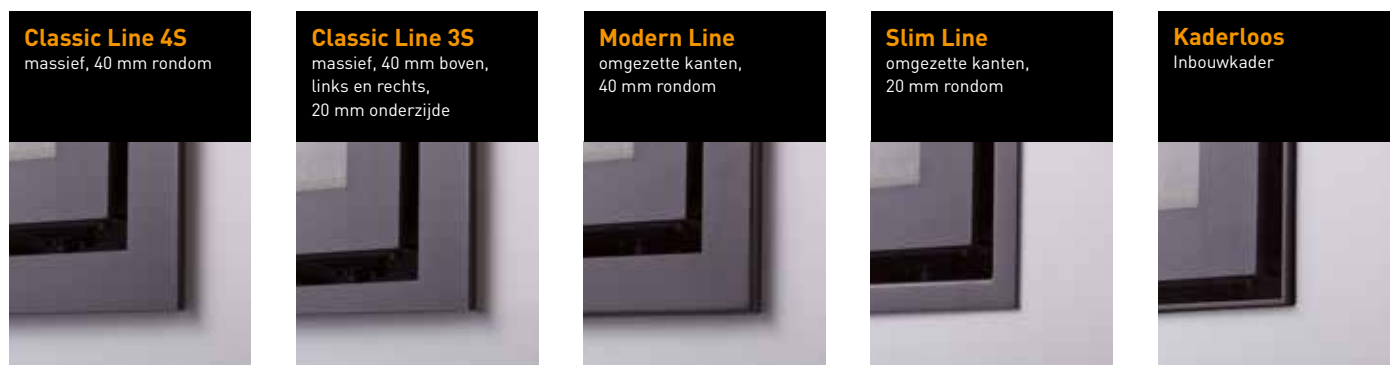 Classic Line 4S
massief, 40 mm rondom
Classic Line 3S
massief, 40 mm boven,
links en rechts,
20 mm onderzijde
Modern Line
omgezette kanten,
40 mm rondom
Slim Line
omgezette kanten,
20 mm rondom
Kaderloos
Inbouwkader